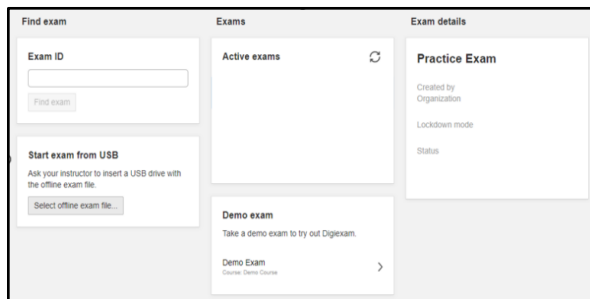 Find exam
Exam ID
Find exam
Start exam from USB
Ask your instructor to insert a USB drive with
the offline exam file.
Select offline exam file...
Exams
Active exams
Demo exam
Take a demo exam to try out Digiexam.
Demo Exam
Course: Demo Course
Exam details
Practice Exam
Created by
Organization
Lockdown mode
Status